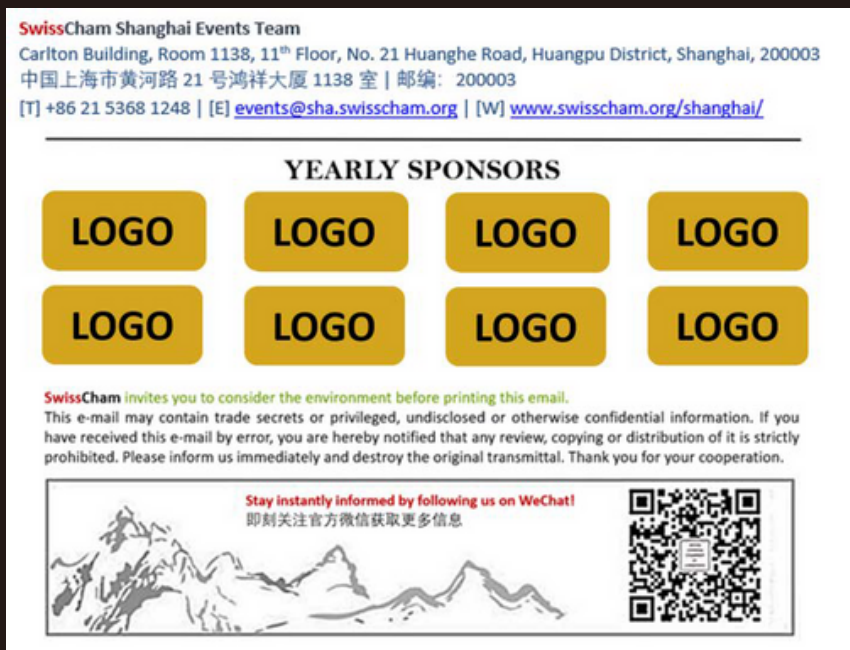 SwissCham Shanghai Events Team
Carlton Building, Room 1138, 11th Floor, No. 21 Huanghe Road, Huangpu District, Shanghai, 200003
中国上海市黄河路 21 号鸿祥大厦 1138 室 | 邮编： 200003
[T] +86 21 5368 1248 | [E] events@sha.swisscham.org | [W] www.swisscham.org/shanghai/
YEARLY SPONSORS
LOGO LOGO LOGO LOGO
LOGO LOGO LOGO LOGO
SwissCham invites you to consider the environment before printing this email.
This e-mail may contain trade secrets or privileged, undisclosed or otherwise confidential information. If you
have received this e-mail by error, you are hereby notified that any review, copying or distribution of it is strictly
prohibited. Please inform us immediately and destroy the original transmittal. Thank you for your cooperation.
Stay instantly informed by following us on WeChat!
即刻关注官方微信获取更多信息